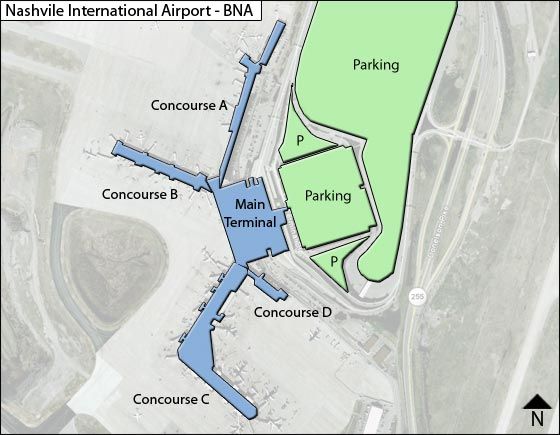 Nashvile International Airport - BNA
Parking
Concourse A
P
Concourse B
Main
Terminal
Parking
P
Concourse D
255
Concourse C
N